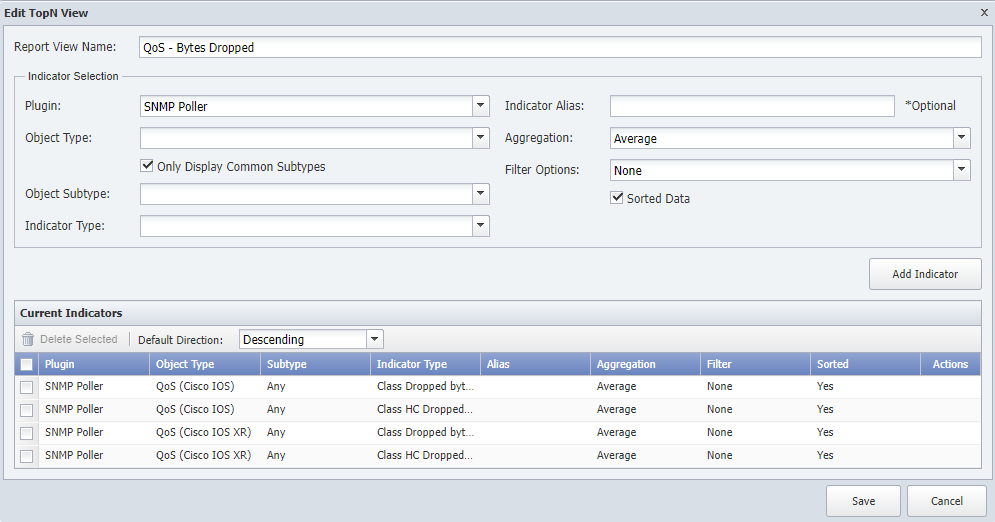 Edit TopN View x
Report View Name: QoS - Bytes Dropped
Indicator Selection
Plugin: SNMP Poller Indicator Alias: *Optional
Object Type: Aggregation: Average
Only Display Common Subtypes Filter Options: None
Object Subtype: Sorted Data
Indicator Type:
Add Indicator
Current Indicators
Delete Selected Default Direction: Descending
Plugin Object Type Subtype Indicator Type Alias Aggregation Filter Sorted Actions
SNMP Poller QoS (Cisco IOS) Any Class Dropped byt... Average None Yes
SNMP Poller QoS (Cisco IOS) Any Class HC Dropped... Average None Yes
SNMP Poller QoS (Cisco IOS XR) Any Class Dropped byt... Average None Yes
SNMP Poller QoS (Cisco IOS XR) Any Class HC Dropped... Average None Yes
Save Cancel